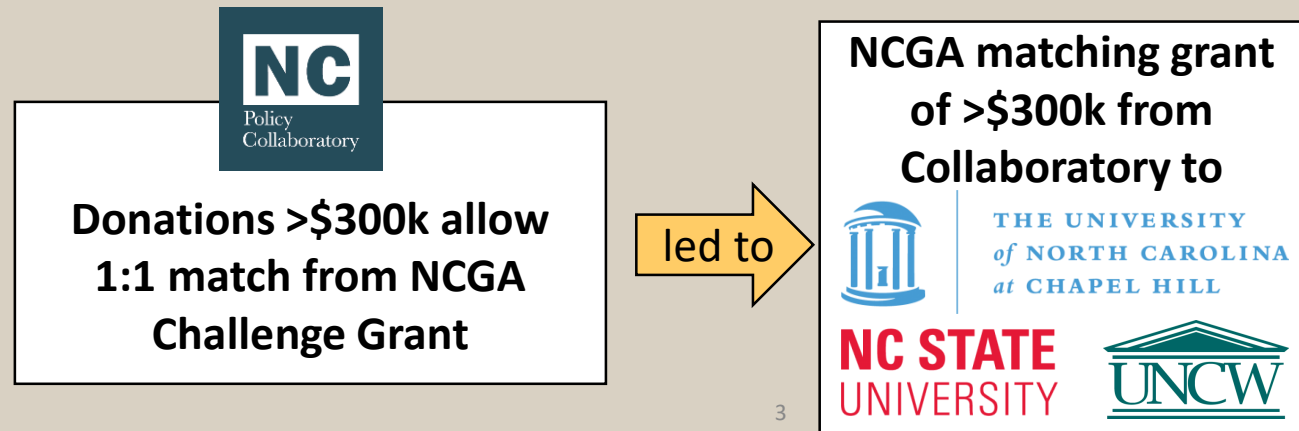 NC
Policy
Collaboratory
Donations >$300k allow
1:1 match from NCGA
Challenge Grant
led to
NCGA matching grant
of >$300k from
Collaboratory to
THE UNIVERSITY
of NORTH CAROLINA
at CHAPEL HILL
NC STATE
UNIVERSITY
UNCW
3